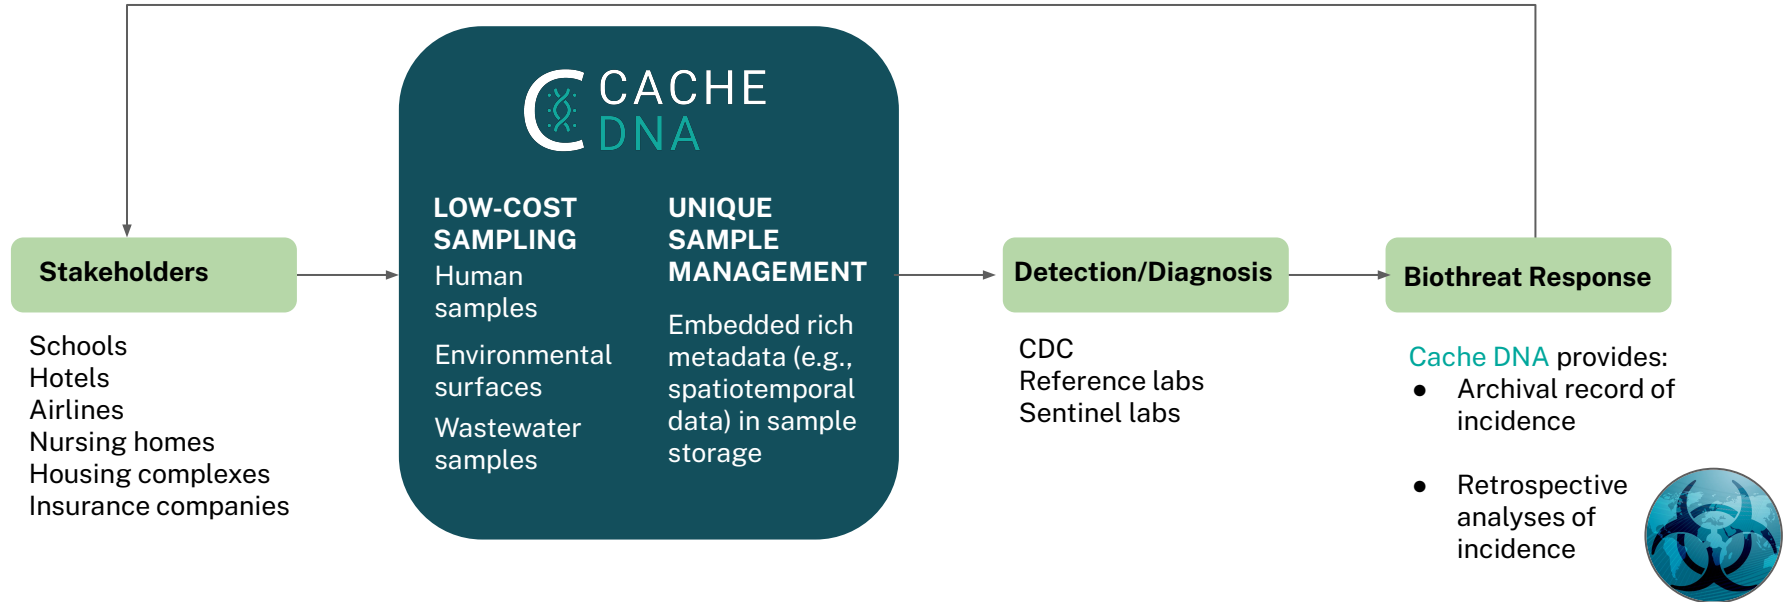 CACHE
DNA
LOW-COST
SAMPLING
Human
samples
Environmental
surfaces
Wastewater
samples
UNIQUE
SAMPLE
MANAGEMENT
Embedded rich
metadata (e.g.,
spatiotemporal
data) in sample
storage
Stakeholders
Schools
Hotels
Airlines
Nursing homes
Housing complexes
Insurance companies
Detection/Diagnosis
CDC
Reference labs
Sentinel labs
Biothreat Response
Cache DNA provides:
● Archival record of
incidence
● Retrospective
analyses of
incidence